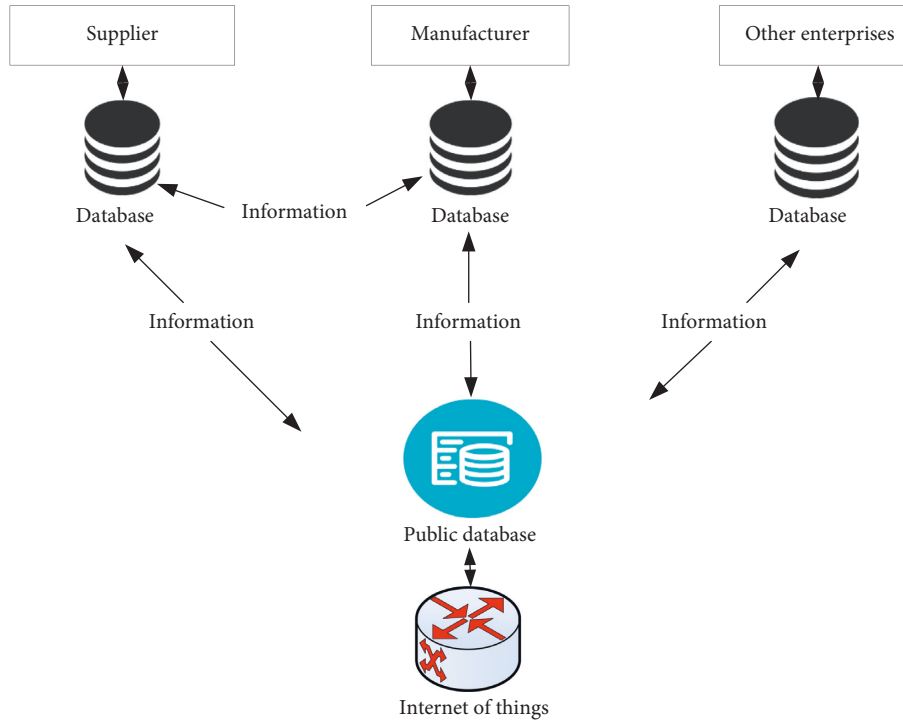 Supplier
Manufacturer
Other enterprises
Database
Information
Database
Database
Information
Information
Information
Public database
Internet of things